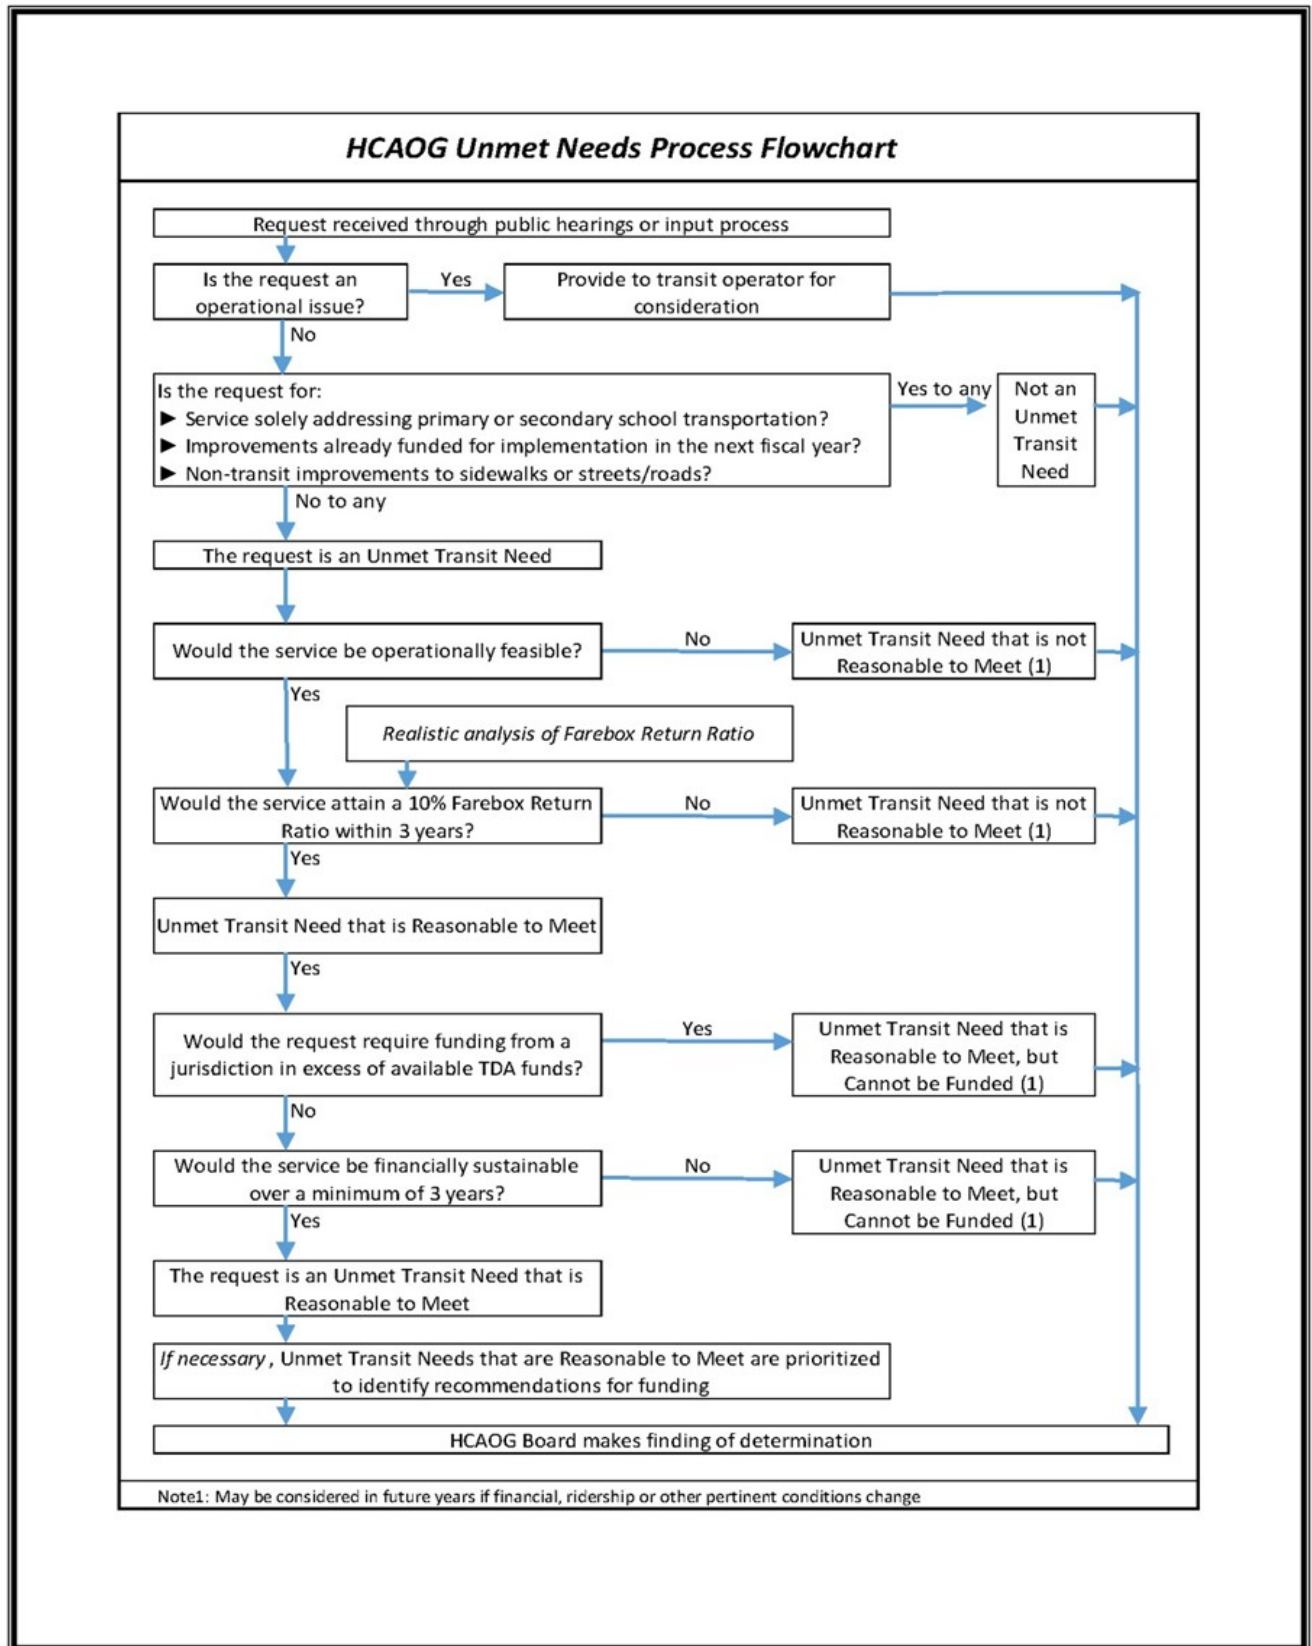 HCAOG Unmet Needs Process Flowchart
Request received through public hearings or input process
Is the request an
operational issue?
Yes
Provide to transit operator for
consideration
No
Is the request for:
► Service solely addressing primary or secondary school transportation?
► Improvements already funded for implementation in the next fiscal year?
► Non-transit improvements to sidewalks or streets/roads?
Yes to any
Not an
Unmet
Transit
Need
No to any
The request is an Unmet Transit Need
Would the service be operationally feasible?
No
Unmet Transit Need that is not
Reasonable to Meet (1)
Yes
Realistic analysis of Farebox Return Ratio
Would the service attain a 10% Farebox Return
Ratio within 3 years?
No
Unmet Transit Need that is not
Reasonable to Meet (1)
Yes
Unmet Transit Need that is Reasonable to Meet
Yes
Would the request require funding from a
jurisdiction in excess of available TDA funds?
Yes
Unmet Transit Need that is
Reasonable to Meet, but
Cannot be Funded (1)
No
Would the service be financially sustainable
over a minimum of 3 years?
No
Unmet Transit Need that is
Reasonable to Meet, but
Cannot be Funded (1)
Yes
The request is an Unmet Transit Need that is
Reasonable to Meet
If necessary, Unmet Transit Needs that are Reasonable to Meet are prioritized
to identify recommendations for funding
HCAOG Board makes finding of determination
Note1: May be considered in future years if financial, ridership or other pertinent conditions change